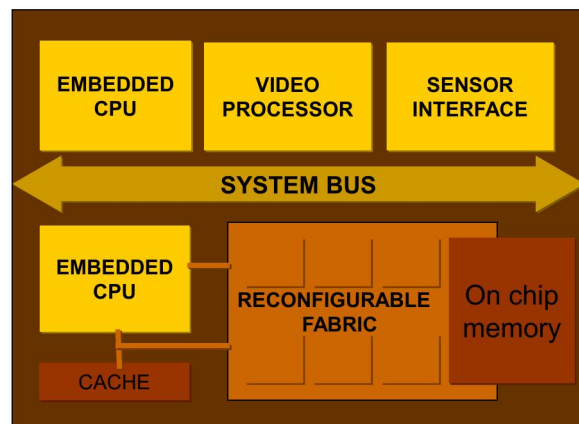 EMBEDDED
CPU
VIDEO
PROCESSOR
SENSOR
INTERFACE
SYSTEM BUS
EMBEDDED
CPU
RECONFIGURABLE
FABRIC
On chip
memory
CACHE